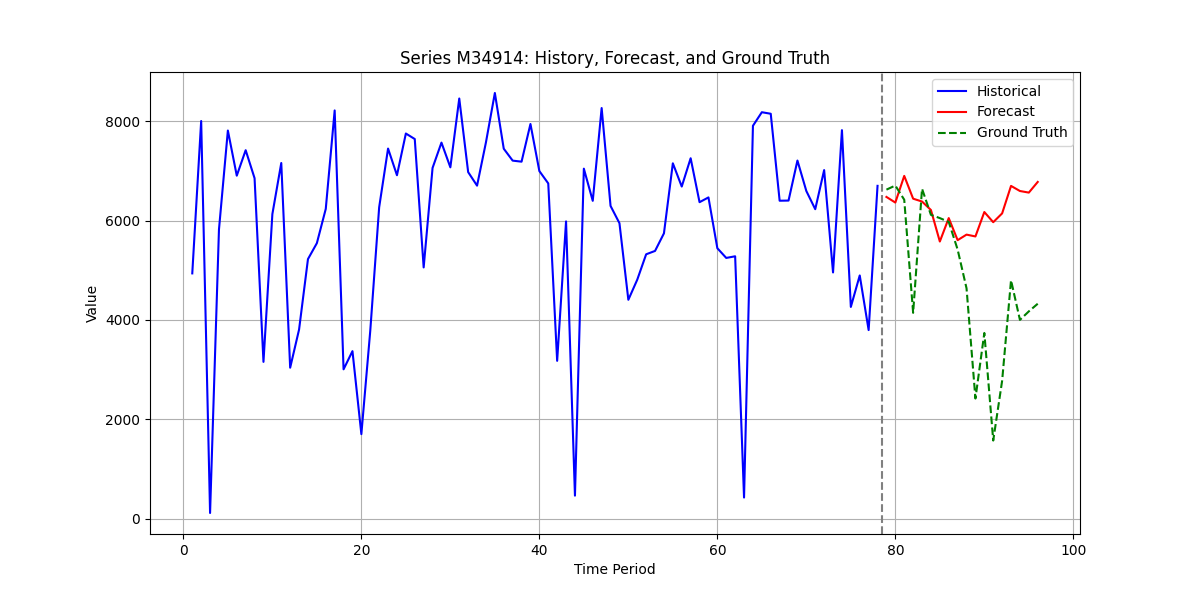 Series M34914: History, Forecast, and Ground Truth
Historical
Forecast
Ground Truth
8000
6000
4000
2000
0
Value
0 20 40 60 80 100
Time Period